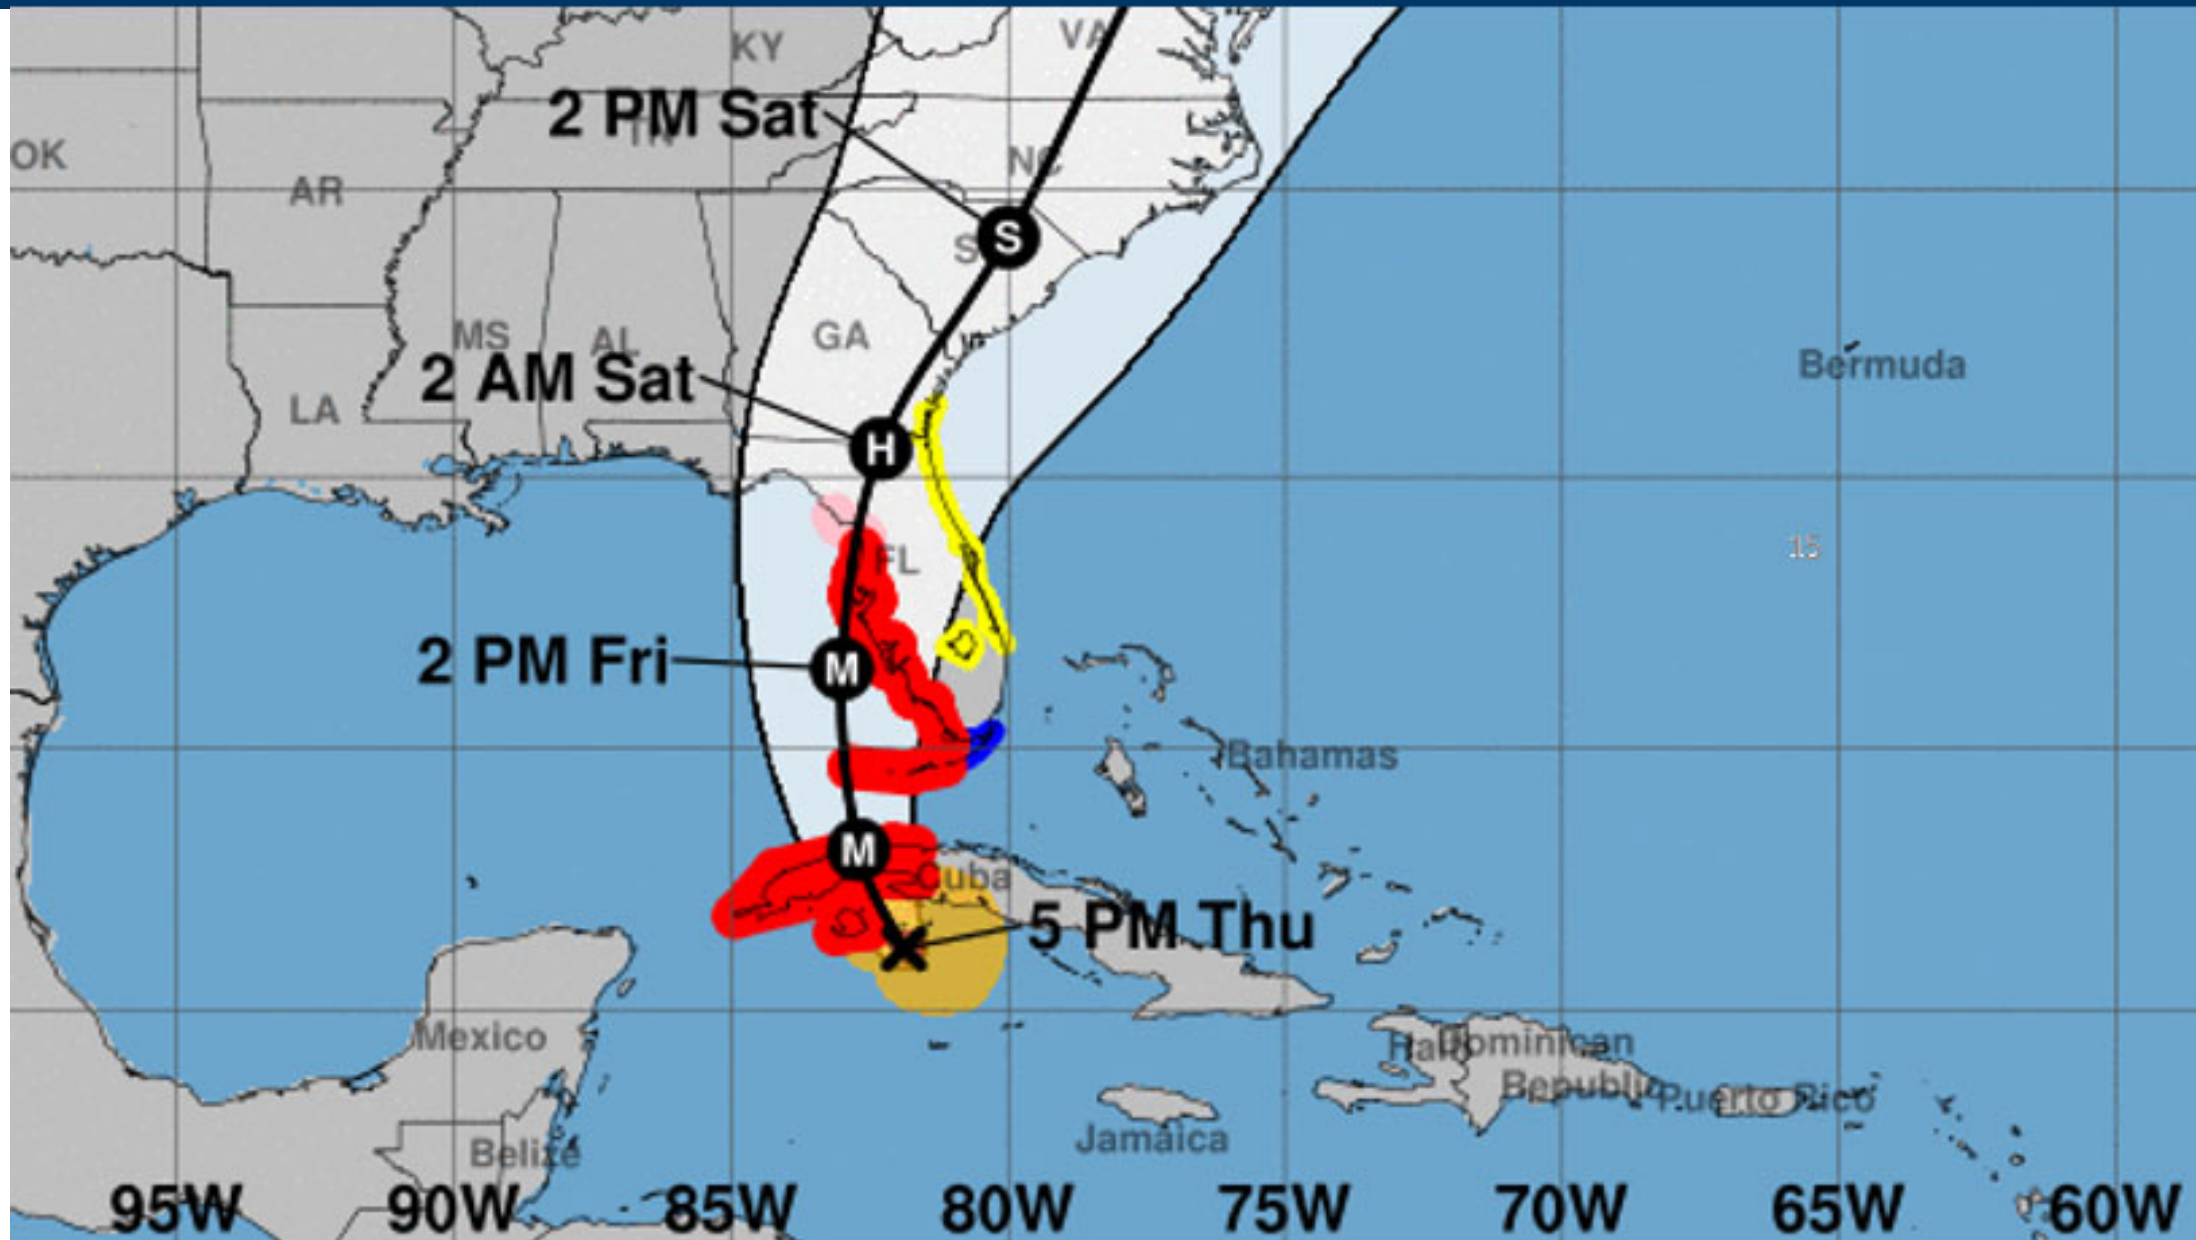 KY
VA
2 PM Sat
TN
OK
NC
AR
S
S
GA
MS
AL
2 AM Sat
Bermuda
LA
H
15
FL
2 PM Fri
M
Bahamas
M
Cuba
5 PM Thu
Mexico
Haiti
Dominican
Republic
Puerto Rico
Jamaica
Belize
95W 90W 85W 80W 75W 70W 65W 60W